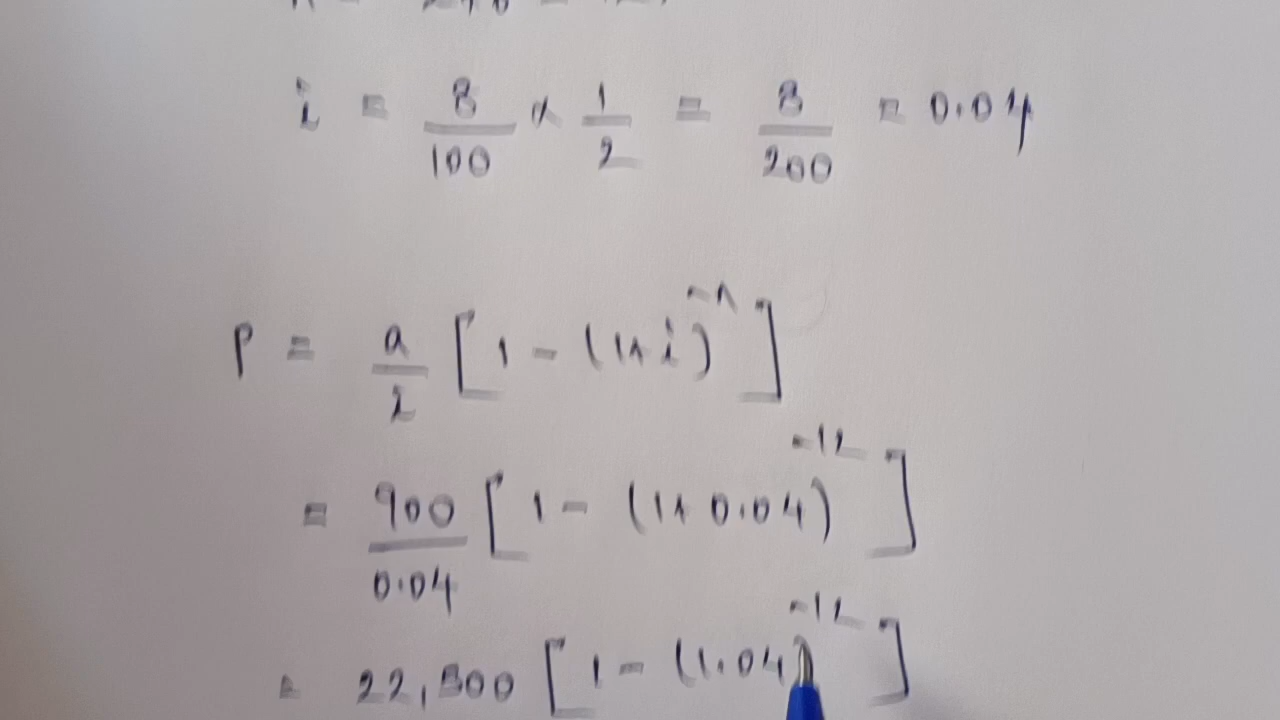 i = 8/100 × 1/2 = 8/200 = 0.04
P = a/i [1 - (1+i)^-n]
= 900/0.04 [1 - (1+0.04)^-12]
= 22,500 [1 - (1.04)^-12]